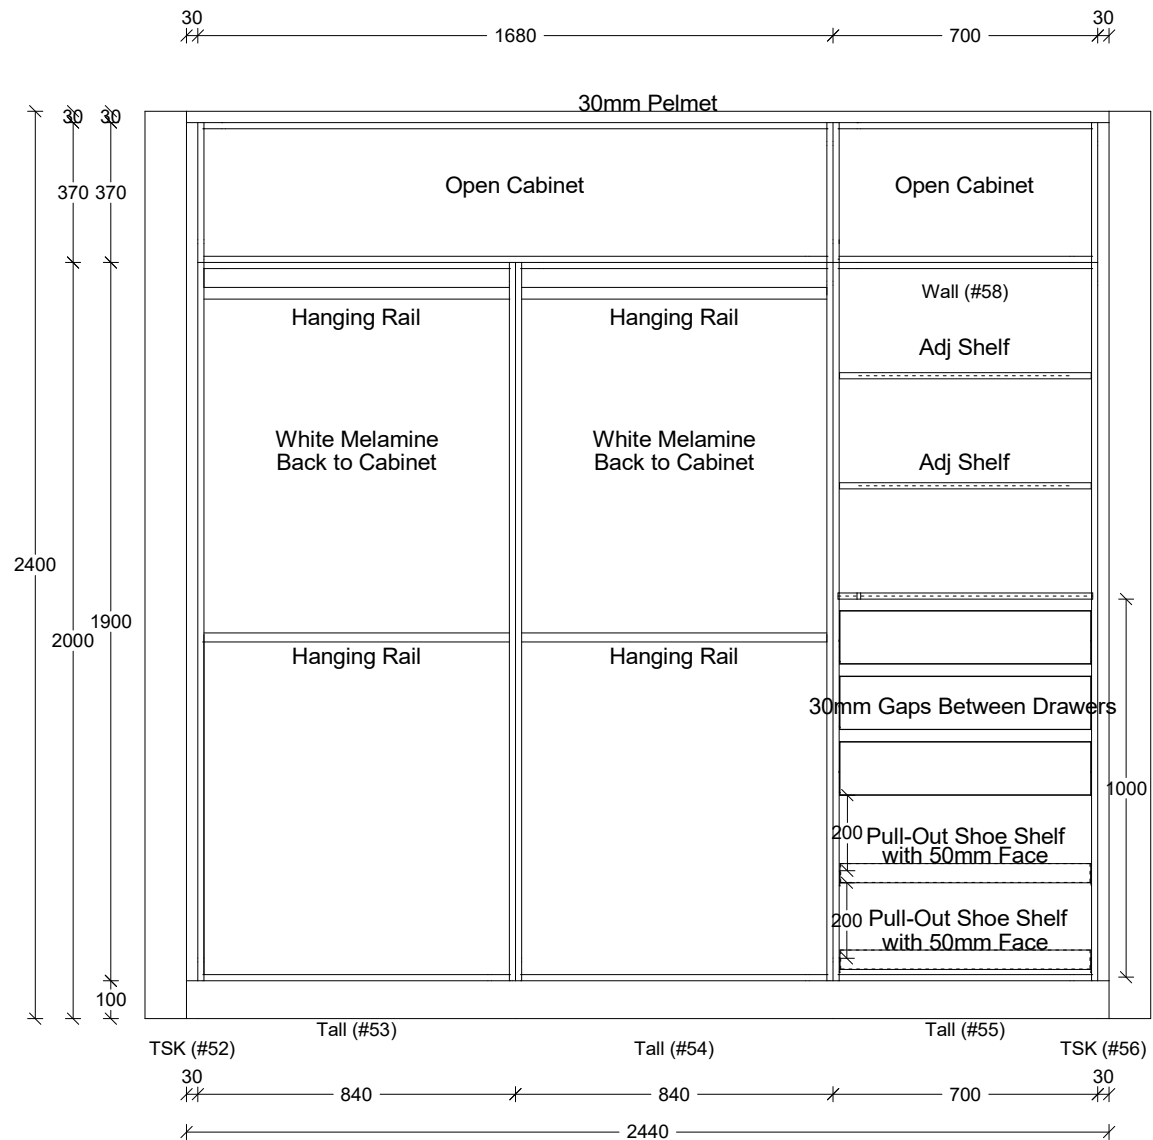 30
30
1680
700
30mm Pelmet
30
30
Open Cabinet
Open Cabinet
370
370
Wall (#58)
Hanging Rail
Hanging Rail
Adj Shelf
White Melamine
Back to Cabinet
White Melamine
Back to Cabinet
Adj Shelf
2400
1900
2000
Hanging Rail
Hanging Rail
30mm Gaps Between Drawers
1000
200
Pull-Out Shoe Shelf
with 50mm Face
200
Pull-Out Shoe Shelf
with 50mm Face
100
Tall (#53)
Tall (#55)
TSK (#52)
Tall (#54)
TSK (#56)
30
30
840
840
700
2440